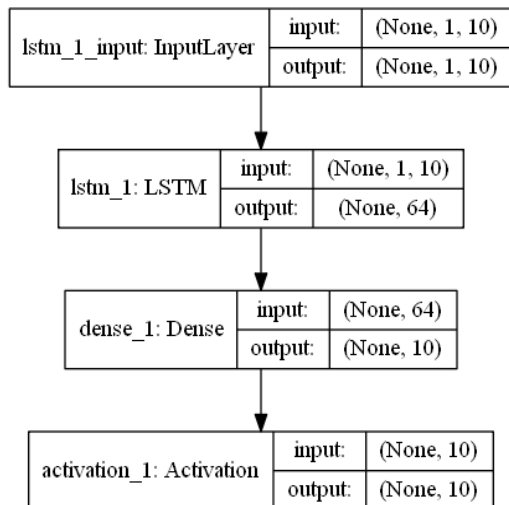 lstm_1_input: InputLayer
input: (None, 1, 10)
output: (None, 1, 10)
lstm_1: LSTM
input: (None, 1, 10)
output: (None, 64)
dense_1: Dense
input: (None, 64)
output: (None, 10)
activation_1: Activation
input: (None, 10)
output: (None, 10)